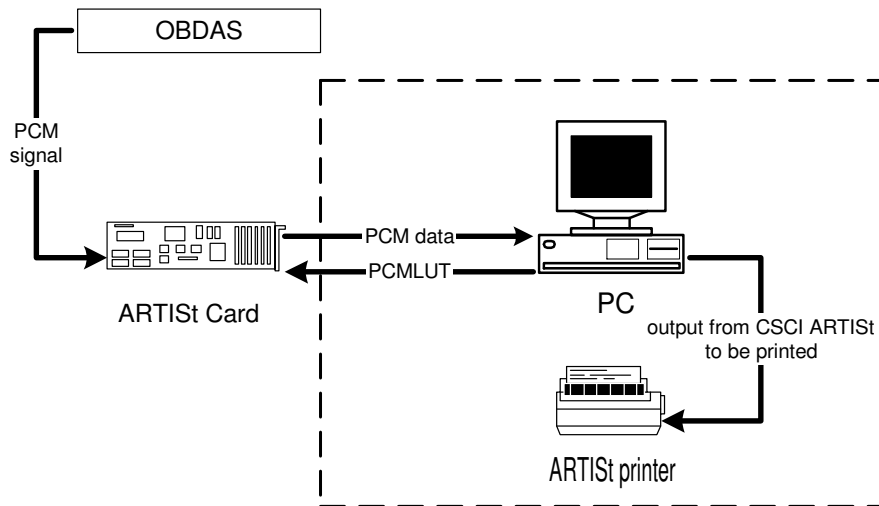 OBDAS
PCM
signal
PCM data
PCMLUT
ARTISt Card
PC
output from CSCI ARTISt
to be printed
ARTISt printer